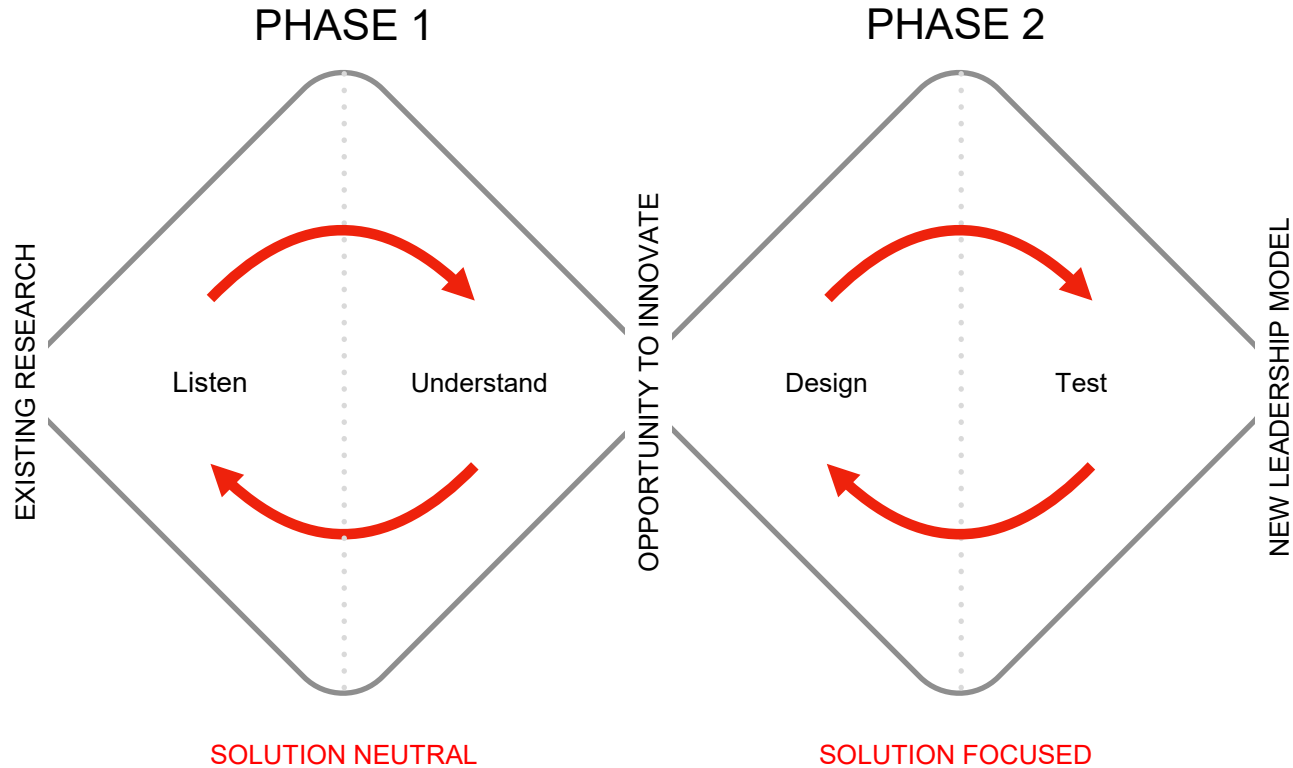 PHASE 1
PHASE 2
EXISTING RESEARCH
Listen
Understand
OPPORTUNITY TO INNOVATE
Design
Test
NEW LEADERSHIP MODEL
SOLUTION NEUTRAL
SOLUTION FOCUSED